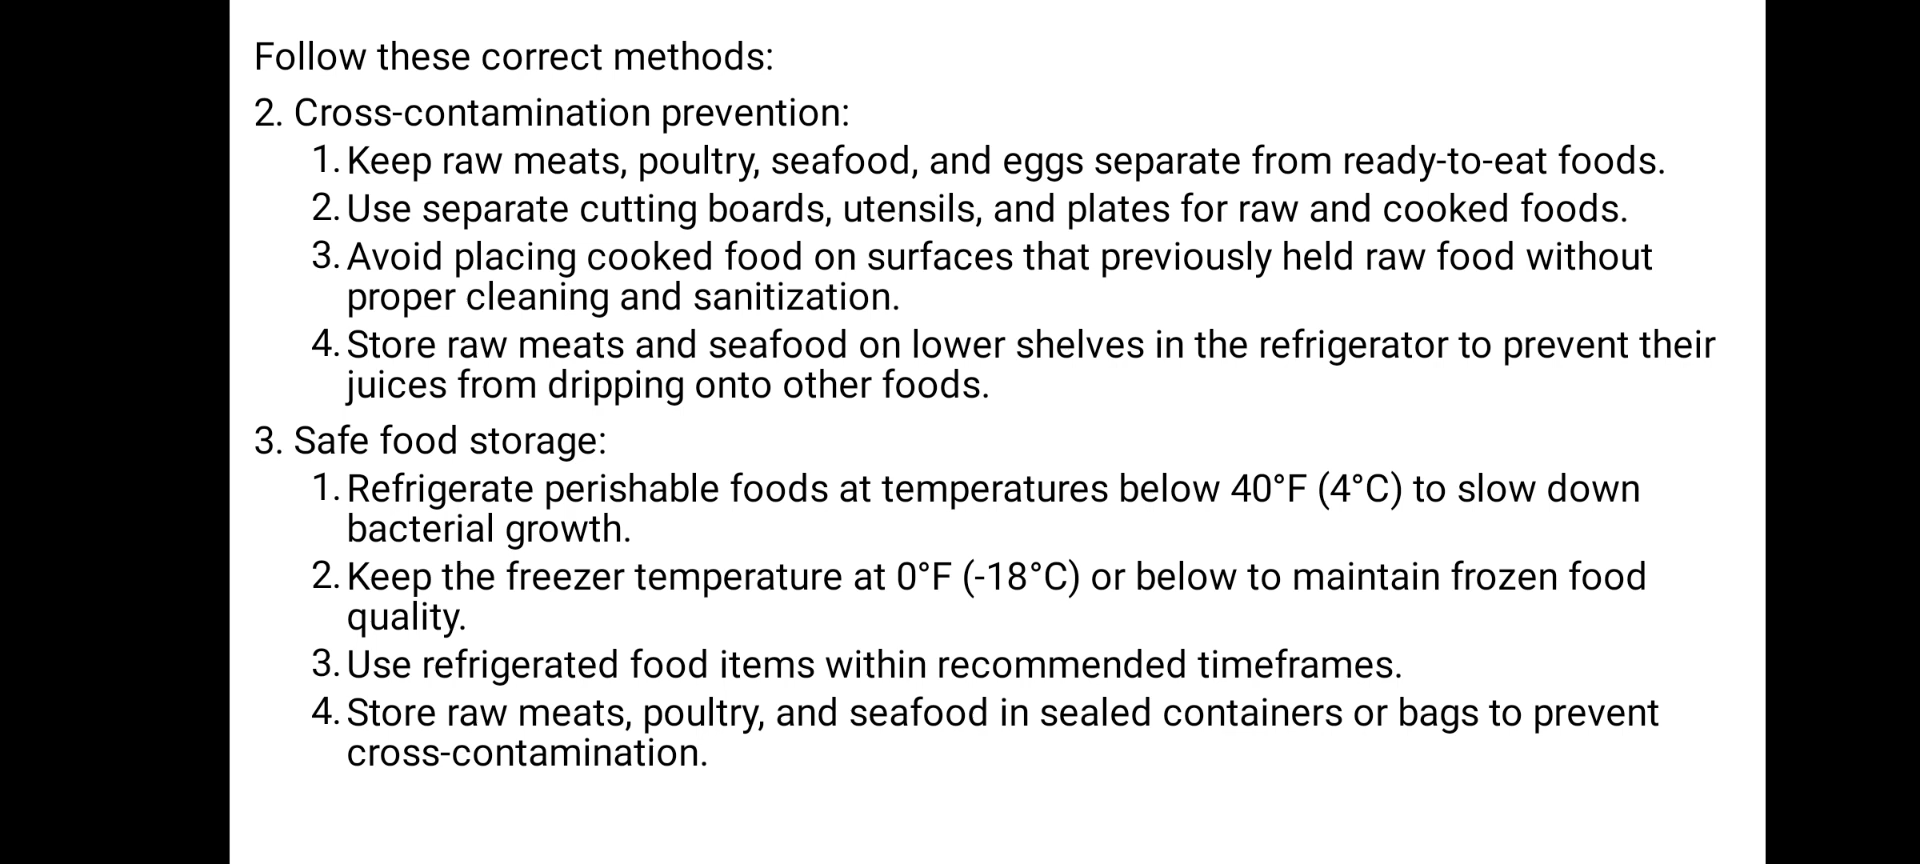 Follow these correct methods:
2. Cross-contamination prevention:
1. Keep raw meats, poultry, seafood, and eggs separate from ready-to-eat foods.
2. Use separate cutting boards, utensils, and plates for raw and cooked foods.
3. Avoid placing cooked food on surfaces that previously held raw food without
proper cleaning and sanitization.
4. Store raw meats and seafood on lower shelves in the refrigerator to prevent their
juices from dripping onto other foods.
3. Safe food storage:
1. Refrigerate perishable foods at temperatures below 40°F (4°C) to slow down
bacterial growth.
2. Keep the freezer temperature at 0°F (-18°C) or below to maintain frozen food
quality.
3. Use refrigerated food items within recommended timeframes.
4. Store raw meats, poultry, and seafood in sealed containers or bags to prevent
cross-contamination.